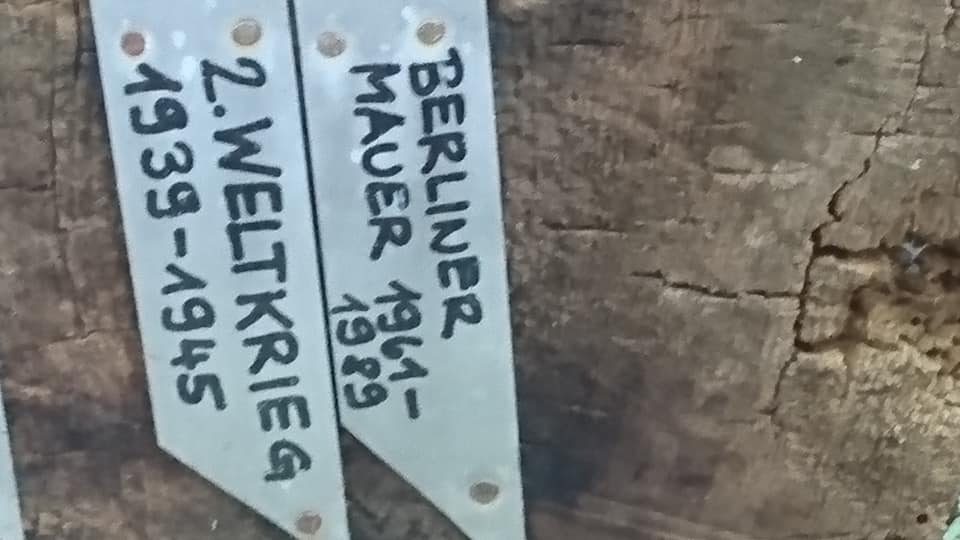 2. WELTKRIEG
1939-1945
BERLINER
MAUER 1961-
1989